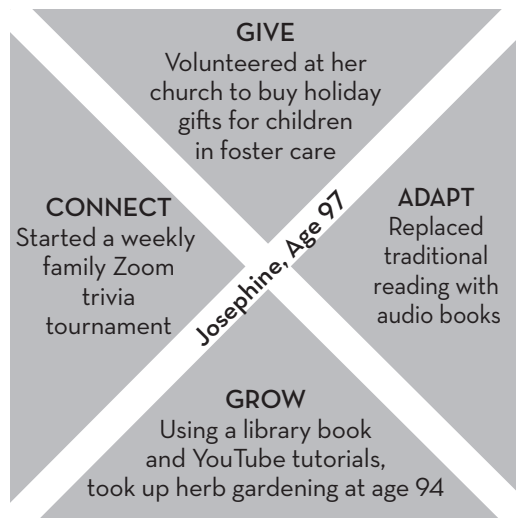 GIVE
Volunteered at her
church to buy holiday
gifts for children
in foster care
CONNECT
Started a weekly
family Zoom
trivia
tournament
Josephine, Age 97
ADAPT
Replaced
traditional
reading with
audio books
GROW
Using a library book
and YouTube tutorials,
took up herb gardening at age 94